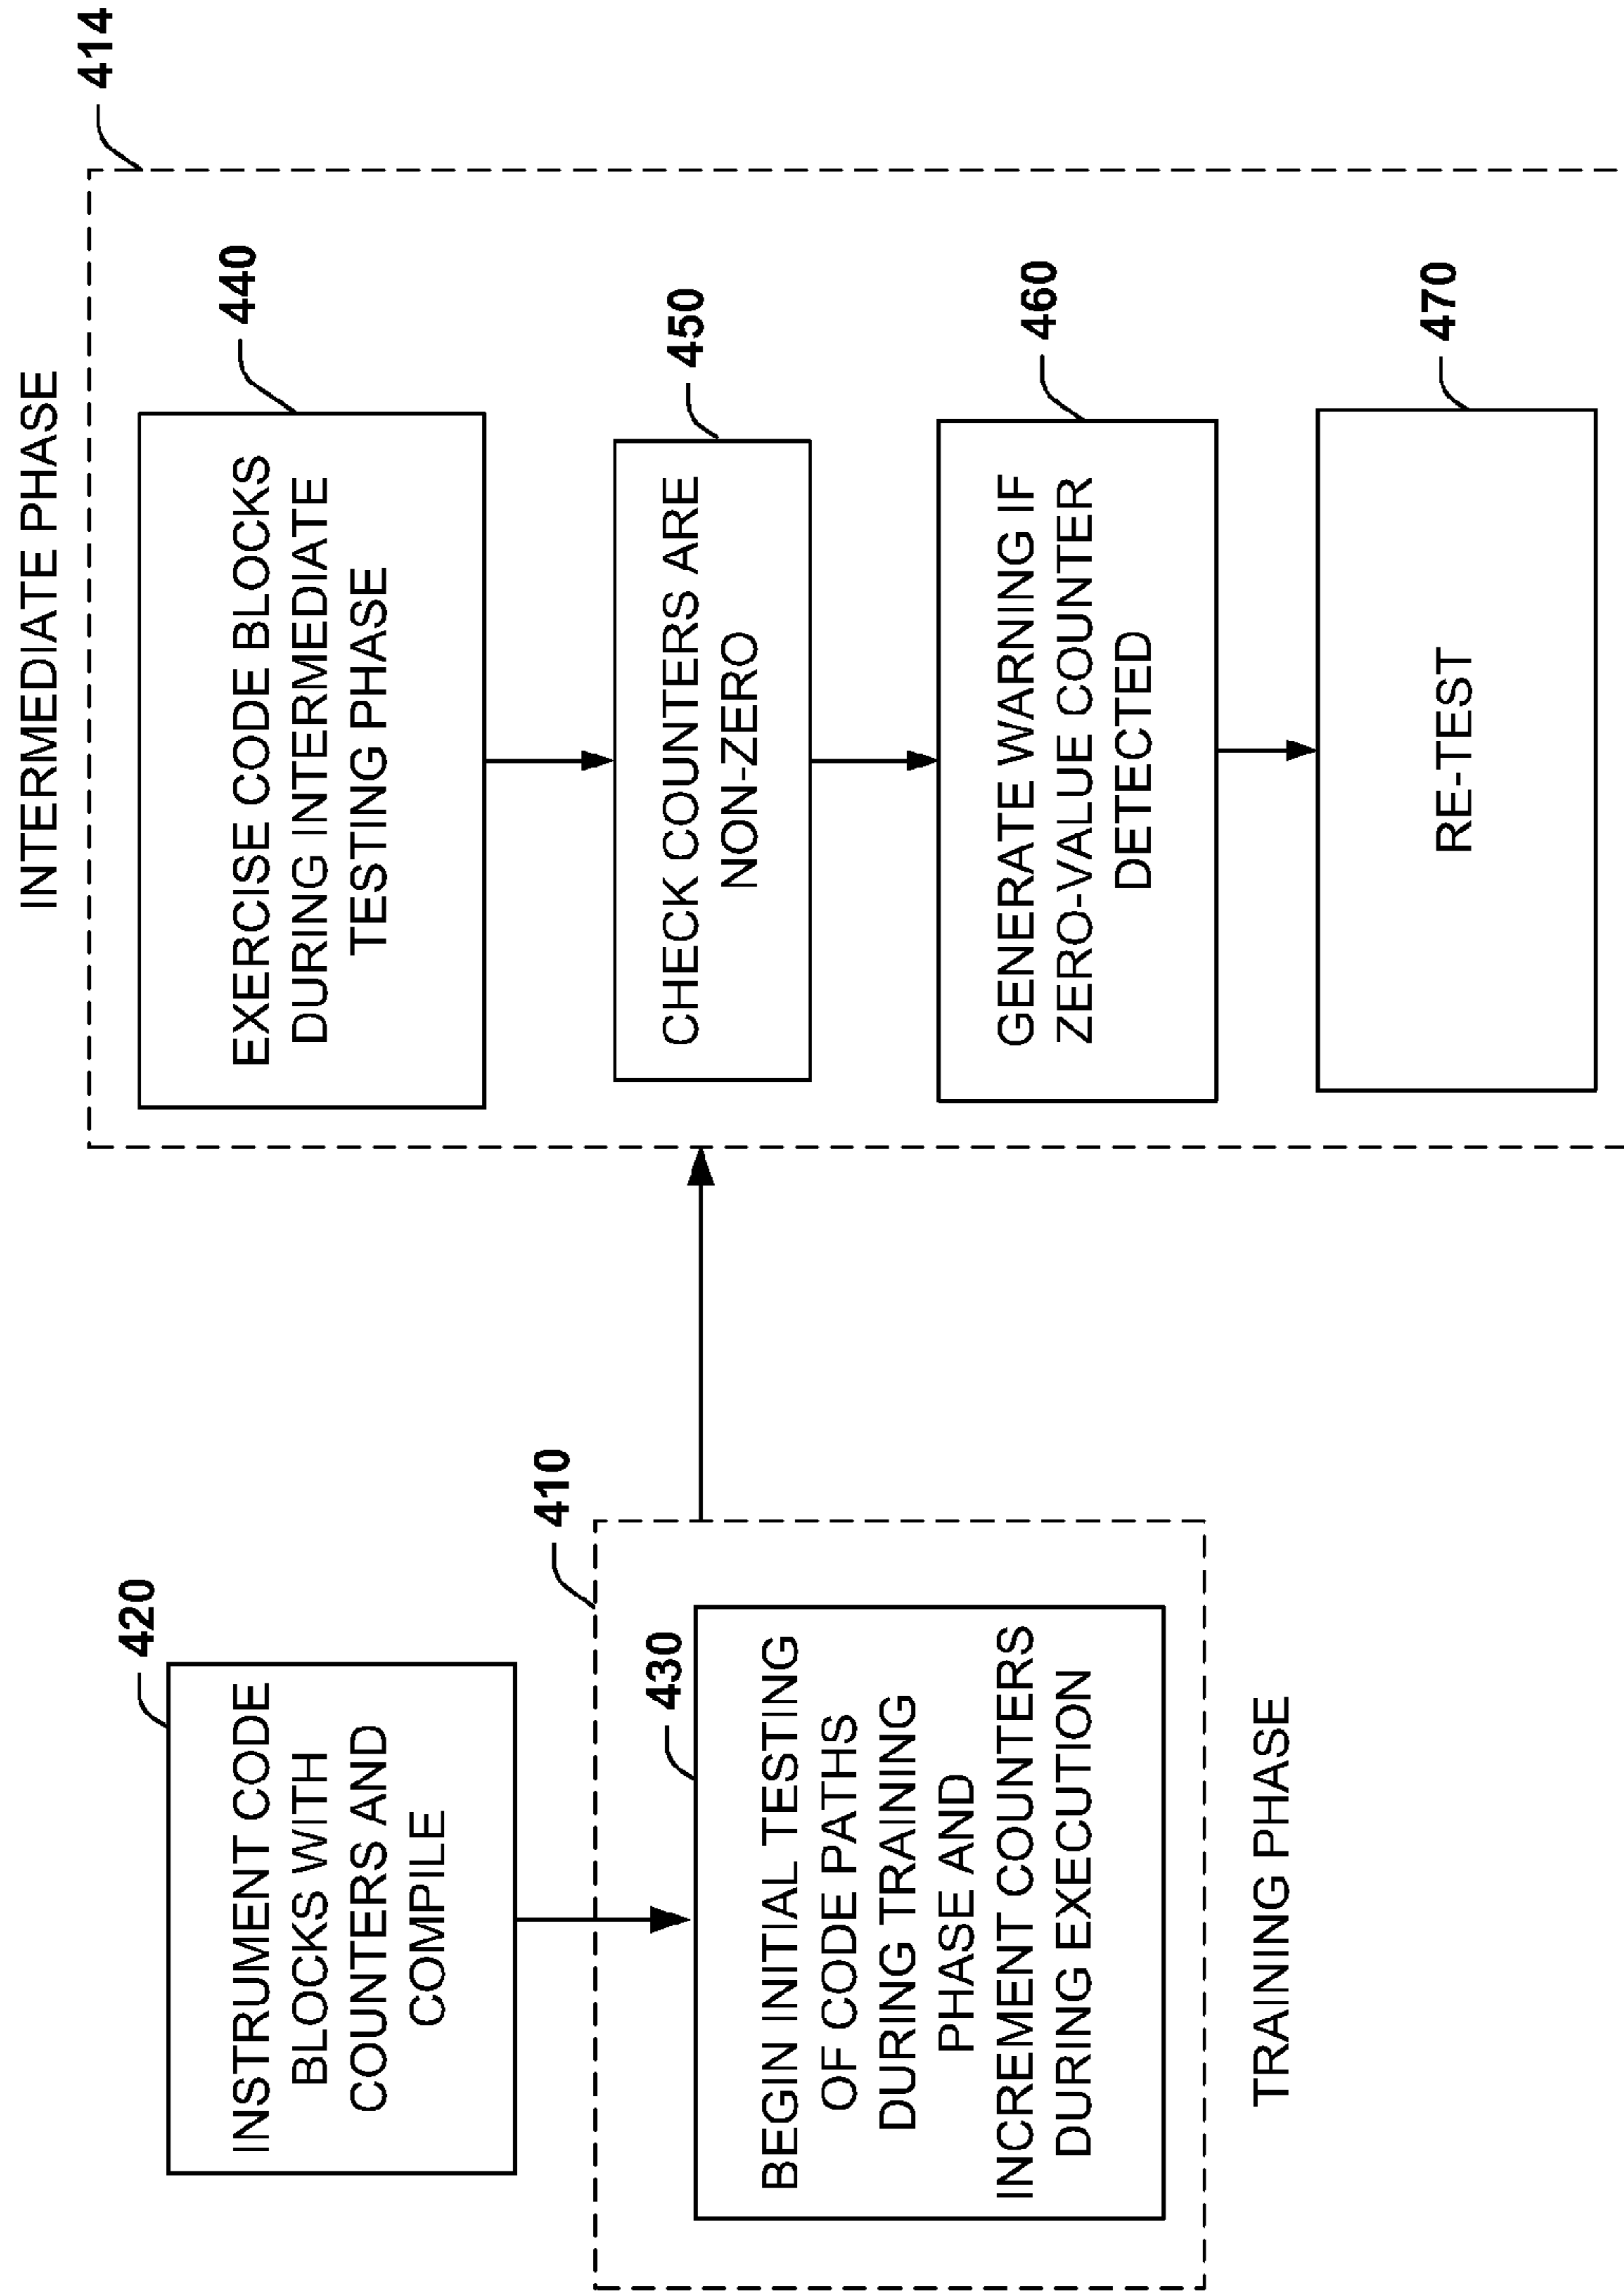 420
INSTRUMENT CODE
BLOCKS WITH
COUNTERS AND
COMPILE
410
430
BEGIN INITIAL TESTING
OF CODE PATHS
DURING TRAINING
PHASE AND
INCREMENT COUNTERS
DURING EXECUTION
TRAINING PHASE
INTERMEDIATE PHASE
414
440
EXERCISE CODE BLOCKS
DURING INTERMEDIATE
TESTING PHASE
450
CHECK COUNTERS ARE
NON-ZERO
460
GENERATE WARNING IF
ZERO-VALUE COUNTER
DETECTED
470
RE-TEST